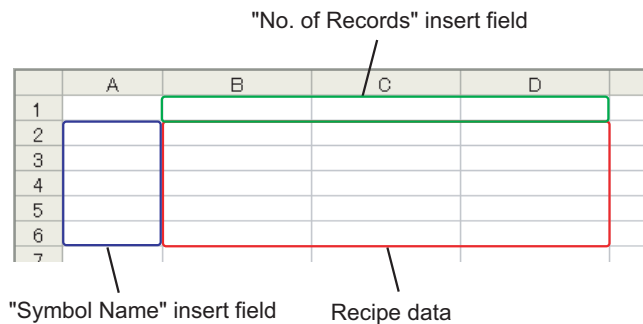 "No. of Records" insert field
A B C D
1
2
3
4
5
6
7
"Symbol Name" insert field Recipe data